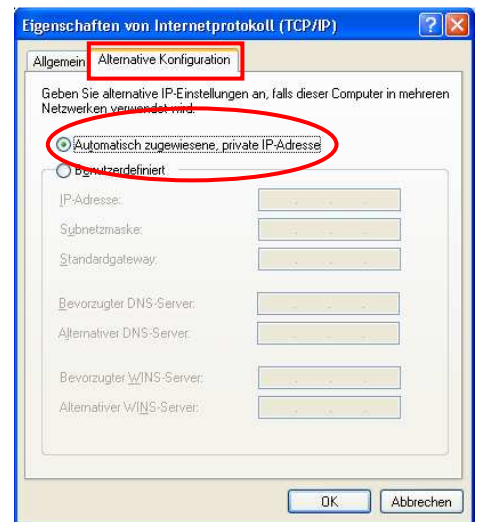 Eigenschaften von Internetprotokoll (TCP/IP)
Allgemein Alternative Konfiguration
Geben Sie alternative IP-Einstellungen an, falls dieser Computer in mehreren
Netzwerken verwendet wird.
Automatisch zugewiesene, private IP-Adresse
Benutzerdefiniert
IP-Adresse:
Subnetzmaske:
Standardgateway:
Bevorzugter DNS-Server:
Alternativer DNS-Server:
Bevorzugter WINS-Server:
Alternativer WINS-Server:
OK Abbrechen